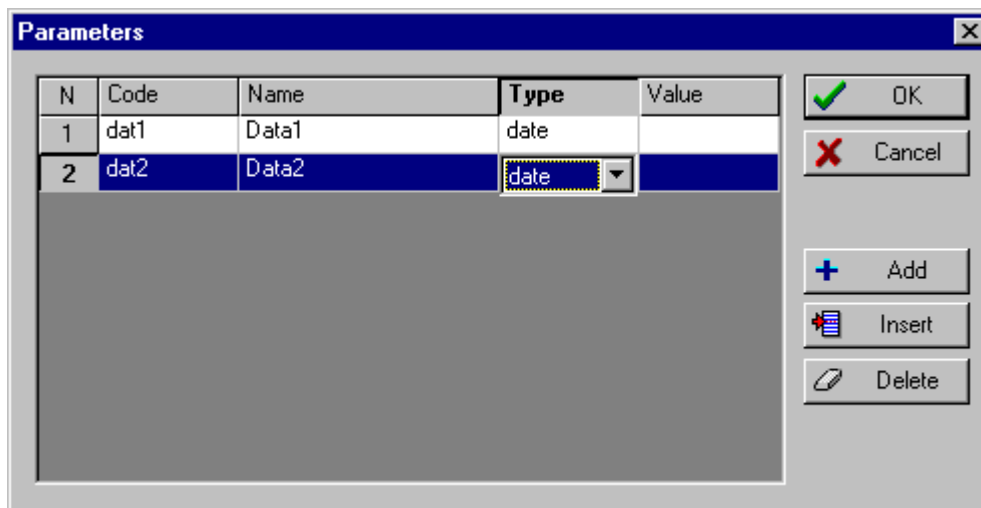 Parameters
N Code Name Type Value
1 dat1 Data1 date
2 dat2 Data2 date
OK
Cancel
Add
Insert
Delete